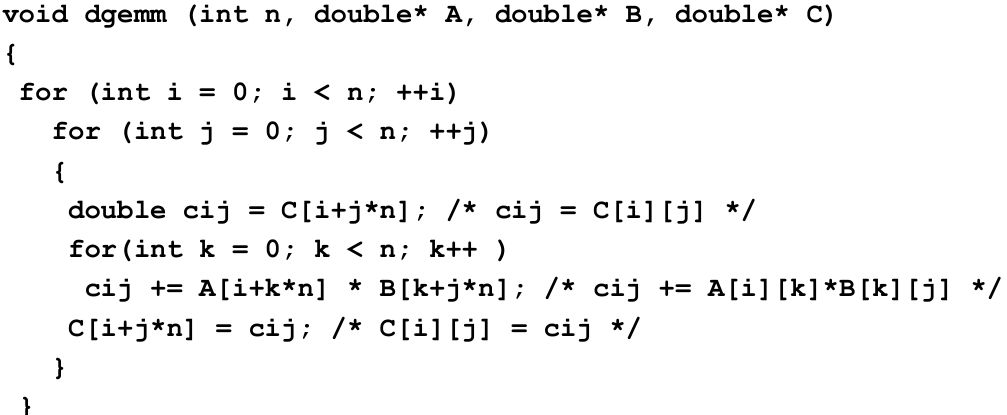 void dgemm (int n, double* A, double* B, double* C)
{
 for (int i = 0; i < n; ++i)
   for (int j = 0; j < n; ++j)
   {
    double cij = C[i+j*n]; /* cij = C[i][j] */
    for(int k = 0; k < n; k++ )
     cij += A[i+k*n] * B[k+j*n]; /* cij += A[i][k]*B[k][j] */
    C[i+j*n] = cij; /* C[i][j] = cij */
   }
 }